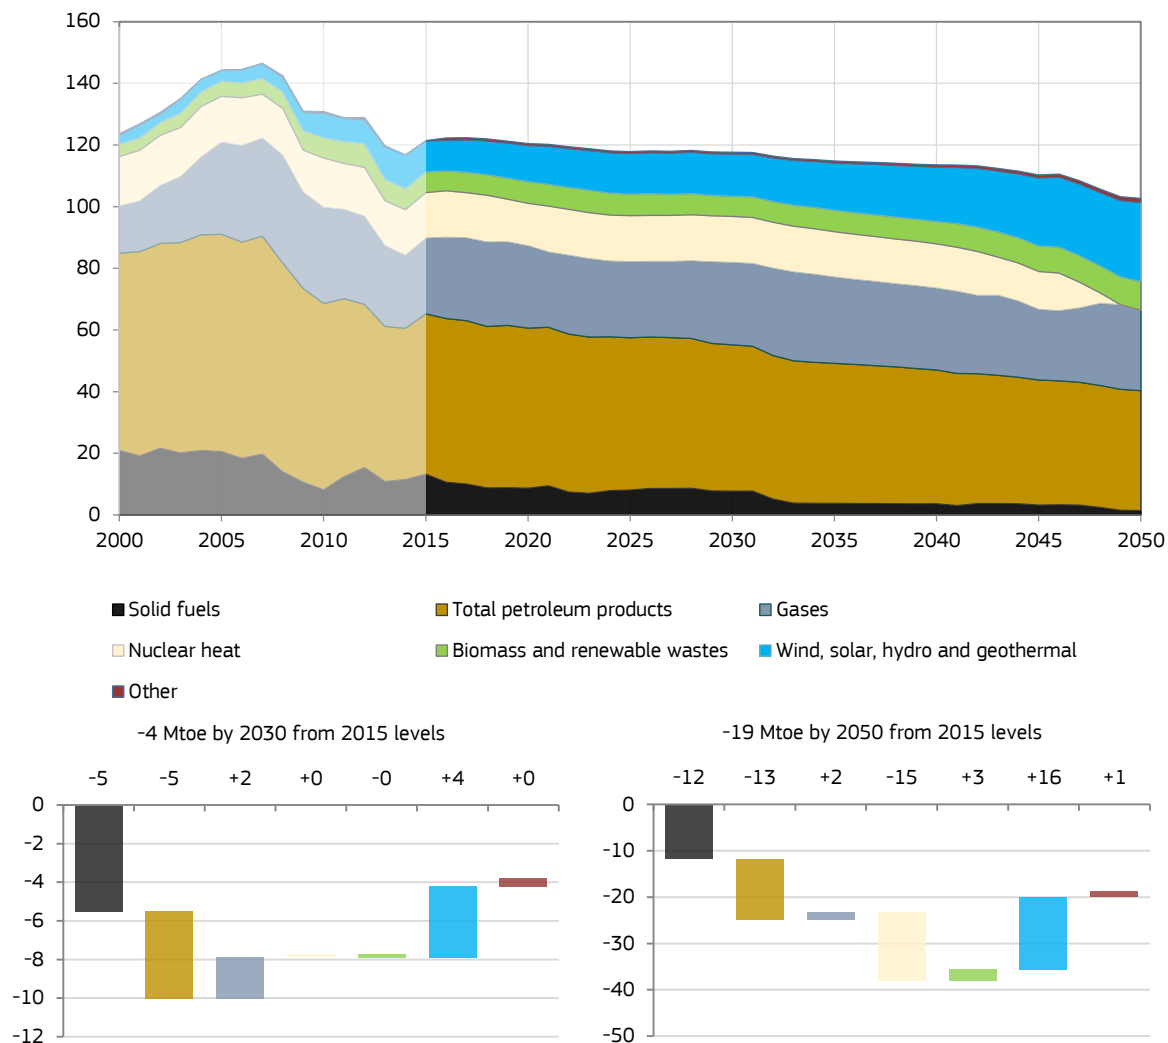 160
140
120
100
80
60
40
20
0
2000 2005 2010 2015 2020 2025 2030 2035 2040 2045 2050
Solid fuels Total petroleum products Gases
Nuclear heat Biomass and renewable wastes Wind, solar, hydro and geothermal
Other
-4 Mtoe by 2030 from 2015 levels
-5 -5 +2 +0 -0 +4 +0
0
-2
-4
-6
-8
-10
-12
-19 Mtoe by 2050 from 2015 levels
-12 -13 +2 -15 +3 +16 +1
0
-10
-20
-30
-40
-50